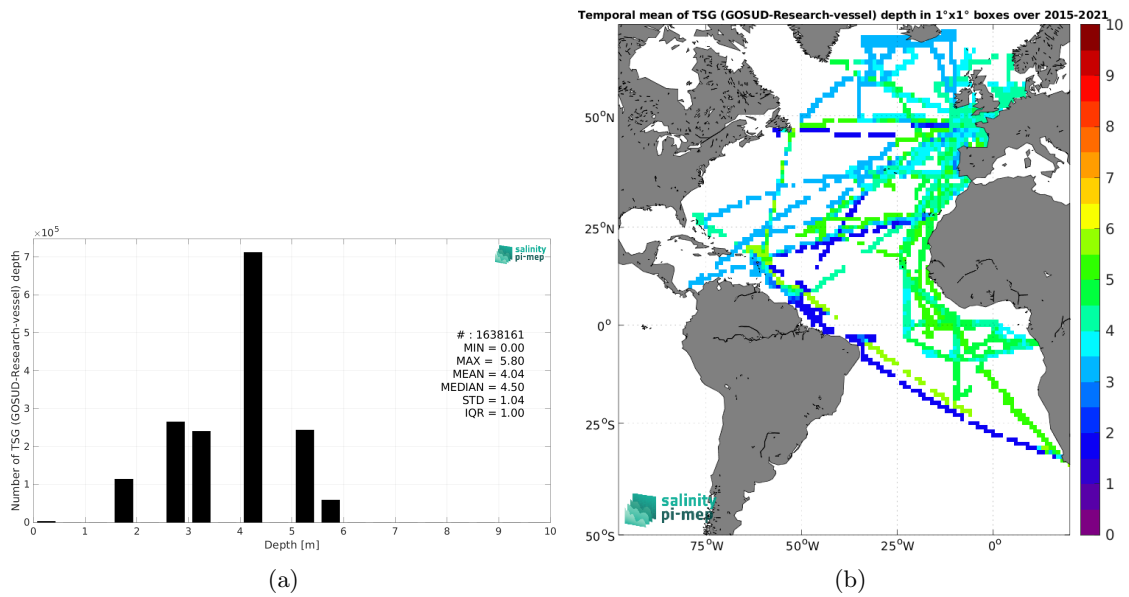 ×10⁵
Number of TSG (GOSUD-Research-vessel) depth
7
6
5
4
3
2
1
0
0 1 2 3 4 5 6 7 8 9 10
Depth [m]
salinity
pi-mep
# : 1638161
MIN = 0.00
MAX = 5.80
MEAN = 4.04
MEDIAN = 4.50
STD = 1.04
IQR = 1.00
(a)
Temporal mean of TSG (GOSUD-Research-vessel) depth in 1°x1° boxes over 2015-2021
50°N
25°N
0°
25°S
50°S
75°W 50°W 25°W 0°
salinity
pi-mep
10
9
8
7
6
5
4
3
2
1
0
(b)